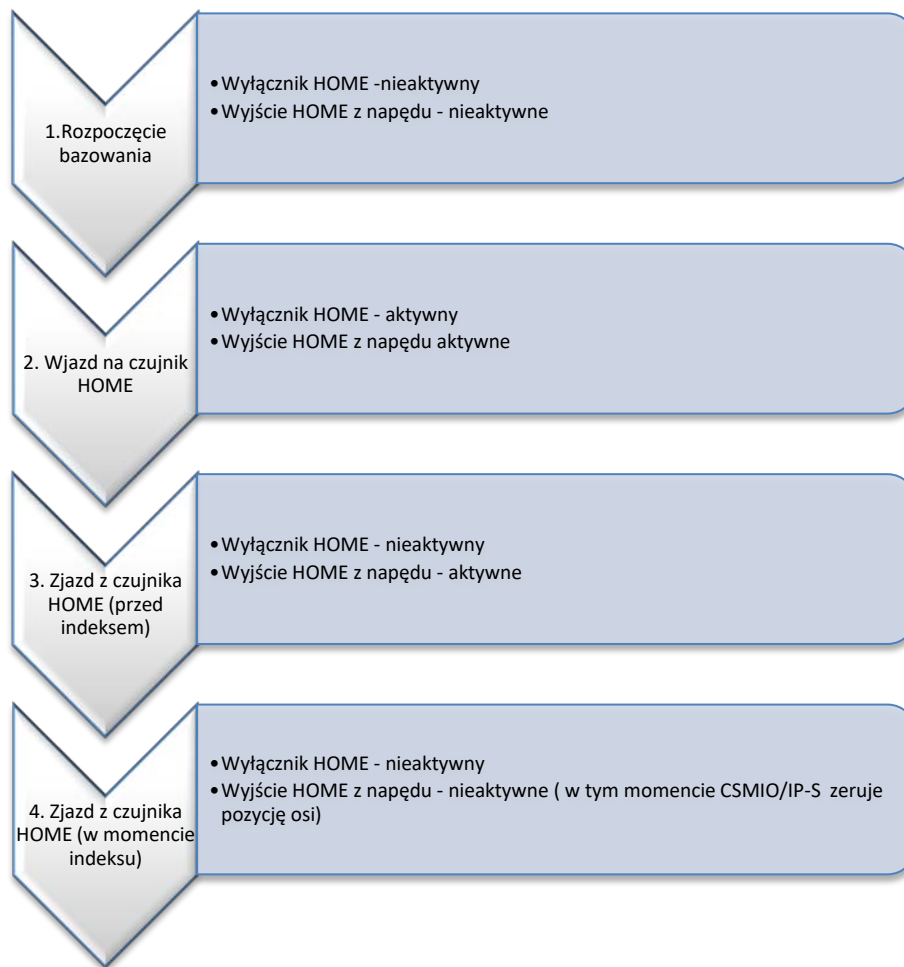 1.Rozpoczęcie
bazowania
•Wyłącznik HOME -nieaktywny
•Wyjście HOME z napędu - nieaktywne
2. Wjazd na czujnik
HOME
•Wyłącznik HOME - aktywny
•Wyjście HOME z napędu aktywne
3. Zjazd z czujnika
HOME (przed
indeksem)
•Wyłącznik HOME - nieaktywny
•Wyjście HOME z napędu - aktywne
4. Zjazd z czujnika
HOME (w momencie
indeksu)
•Wyłącznik HOME - nieaktywny
•Wyjście HOME z napędu - nieaktywne ( w tym momencie CSMIO/IP-S zeruje
pozycję osi)